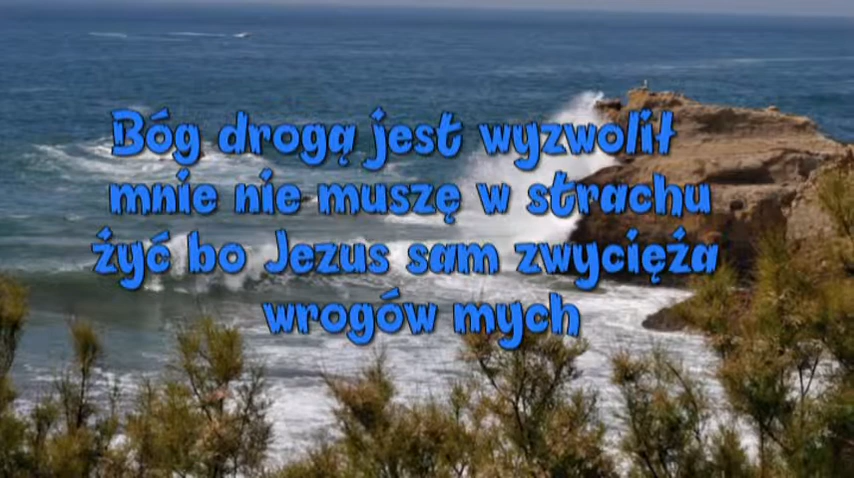 Bóg drogą jest wyzwolił
mnie nie muszę w strachu
żyć bo Jezus sam zwycięża
wrogów mych